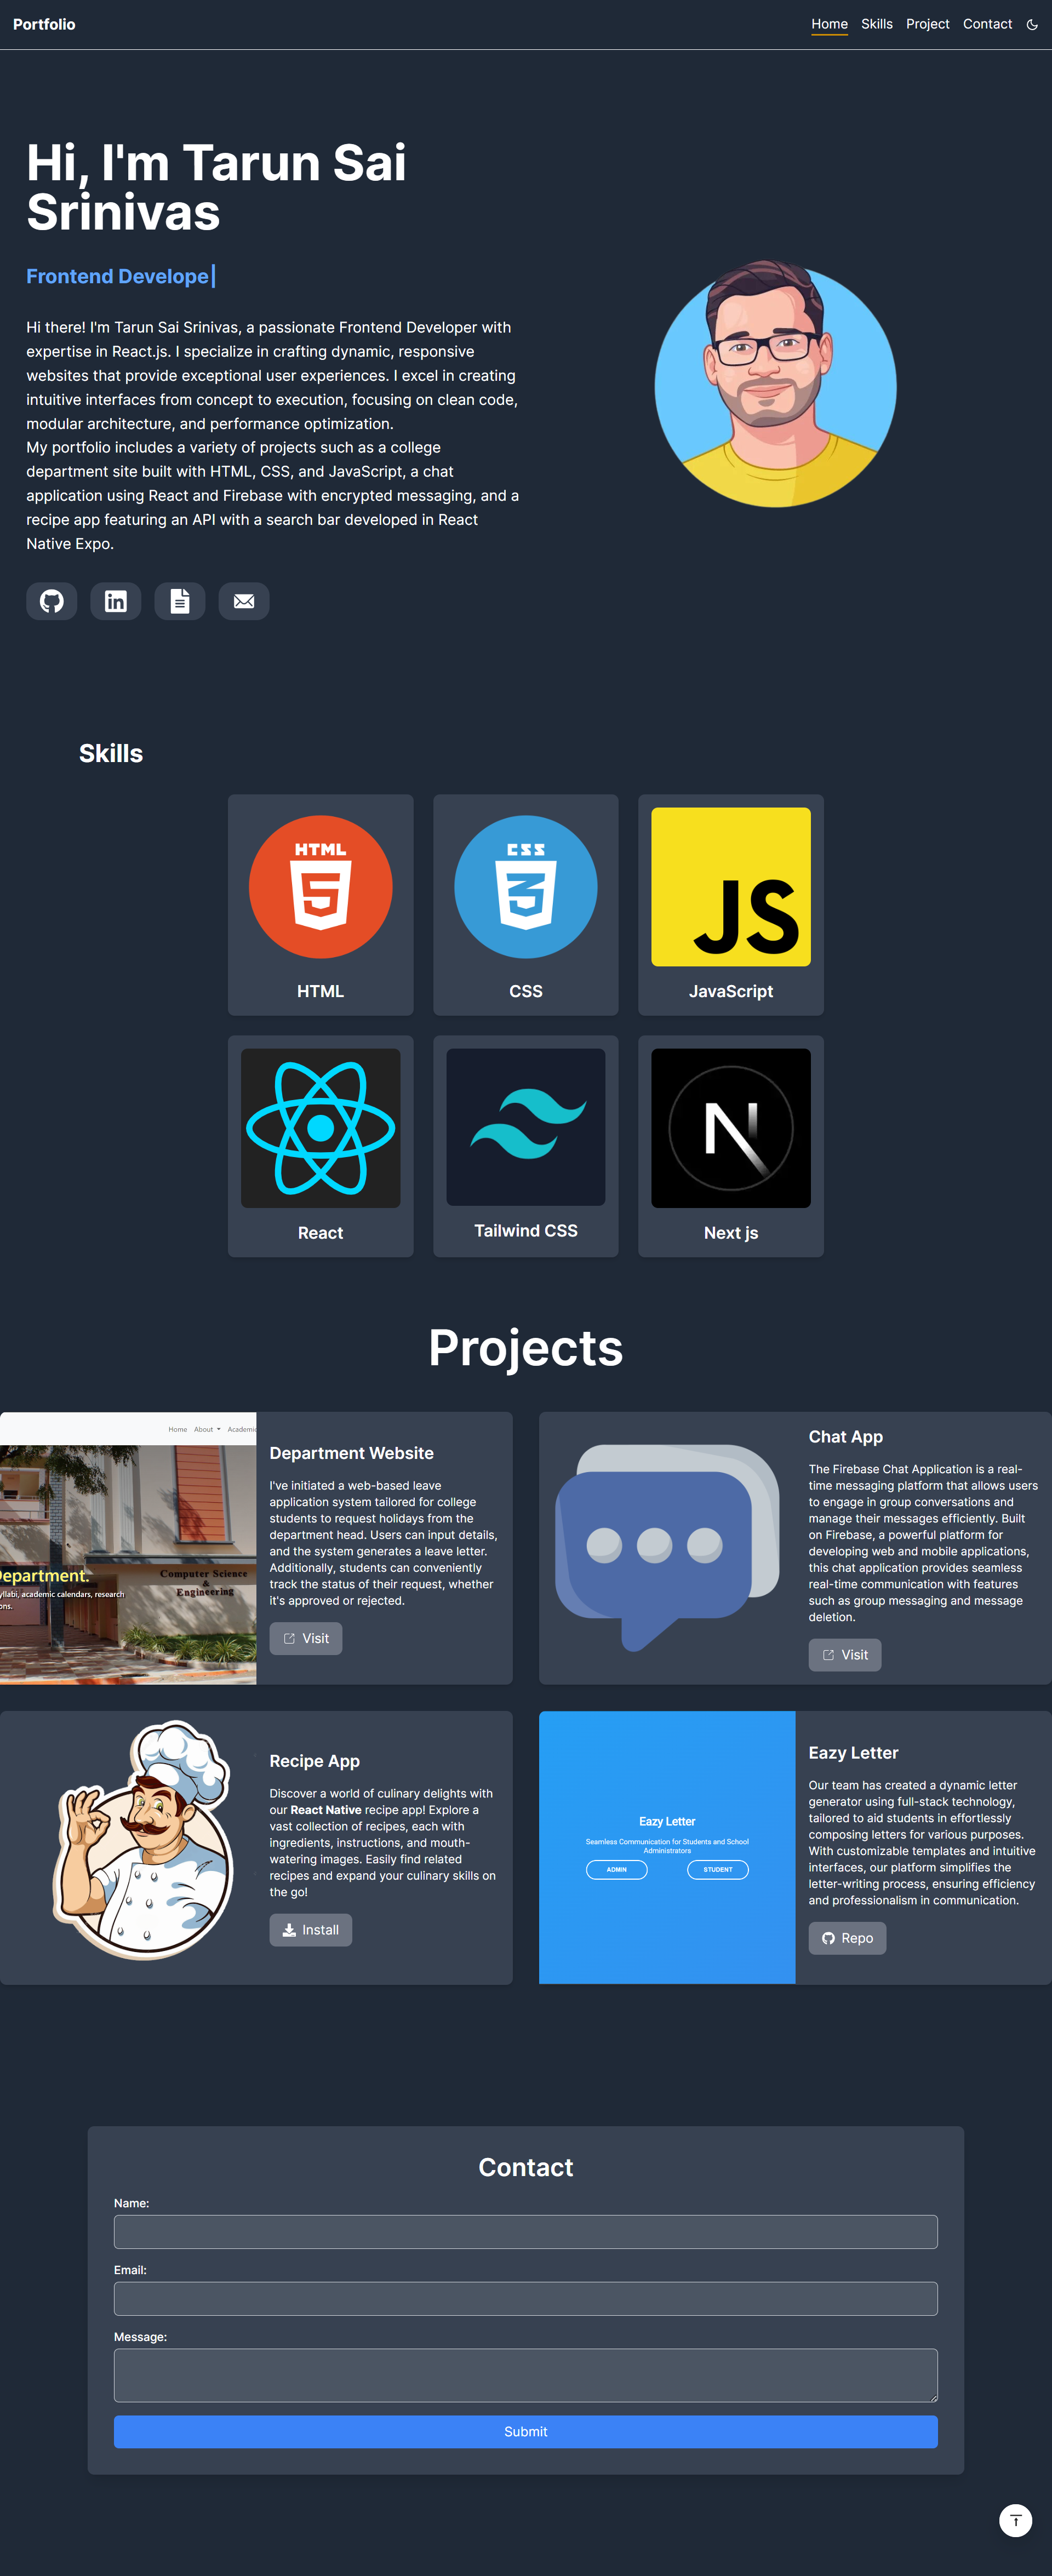 Portfolio
Home Skills Project Contact
Hi, I'm Tarun Sai
Srinivas
Frontend Develope|
Hi there! I'm Tarun Sai Srinivas, a passionate Frontend Developer with
expertise in React.js. I specialize in crafting dynamic, responsive
websites that provide exceptional user experiences. I excel in creating
intuitive interfaces from concept to execution, focusing on clean code,
modular architecture, and performance optimization.
My portfolio includes a variety of projects such as a college
department site built with HTML, CSS, and JavaScript, a chat
application using React and Firebase with encrypted messaging, and a
recipe app featuring an API with a search bar developed in React
Native Expo.
in
Skills
HTML
5
HTML
CSS
3
CSS
JS
JavaScript
React
Tailwind CSS
N
Next js
Projects
Home About Academic
Department.
yllabi, academic calendars, research
ons.
Computer Science
&
Engineering
Department Website
I've initiated a web-based leave
application system tailored for college
students to request holidays from the
department head. Users can input details,
and the system generates a leave letter.
Additionally, students can conveniently
track the status of their request, whether
it's approved or rejected.
Visit
Chat App
The Firebase Chat Application is a real-
time messaging platform that allows users
to engage in group conversations and
manage their messages efficiently. Built
on Firebase, a powerful platform for
developing web and mobile applications,
this chat application provides seamless
real-time communication with features
such as group messaging and message
deletion.
Visit
Recipe App
Discover a world of culinary delights with
our React Native recipe app! Explore a
vast collection of recipes, each with
ingredients, instructions, and mouth-
watering images. Easily find related
recipes and expand your culinary skills on
the go!
Install
Eazy Letter
Seamless Communication for Students and School
Administrators
ADMIN STUDENT
Eazy Letter
Our team has created a dynamic letter
generator using full-stack technology,
tailored to aid students in effortlessly
composing letters for various purposes.
With customizable templates and intuitive
interfaces, our platform simplifies the
letter-writing process, ensuring efficiency
and professionalism in communication.
Repo
Contact
Name:
Email:
Message:
Submit